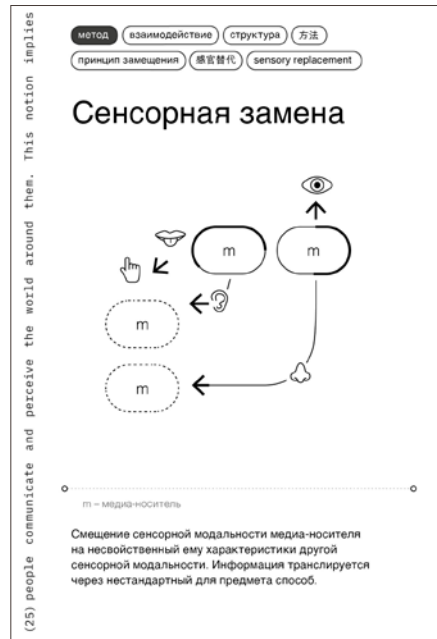 метод взаимодействие структура 方法
принцип замещения 感官替代 sensory replacement
Сенсорная замена
m m
m
m
m – медиа-носитель
Смещение сенсорной модальности медиа-носителя
на несвойственный ему характеристики другой
сенсорной модальности. Информация транслируется
через нестандартный для предмета способ.
(25) people communicate and perceive the world around them. This notion implies